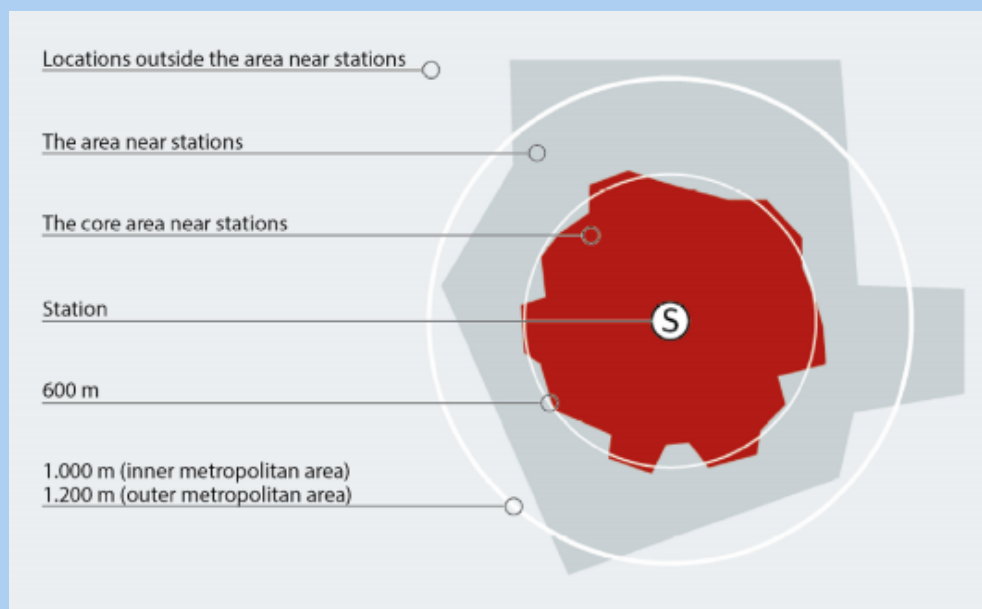 Locations outside the area near stations
The area near stations
The core area near stations
Station
S
600 m
1.000 m (inner metropolitan area)
1.200 m (outer metropolitan area)